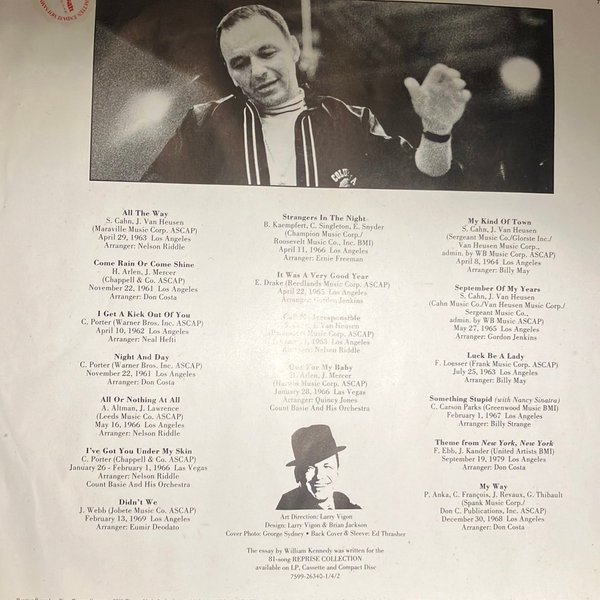 COLU
All The Way
S. Cahn, J. Van Heusen
(Maraville Music Corp. ASCAP)
April 29, 1963 Los Angeles
Arranger: Nelson Riddle
Come Rain Or Come Shine
H. Arlen, J. Mercer
(Chappell & Co. ASCAP)
November 22, 1961 Los Angeles
Arranger: Don Costa
I Get A Kick Out Of You
C. Porter (Warner Bros. Inc. ASCAP)
April 10, 1962 Los Angeles
Arranger: Neal Hefti
Night And Day
C. Porter (Warner Bros. Inc. ASCAP)
November 22, 1961 Los Angeles
Arranger: Don Costa
All Or Nothing At All
A. Altman, J. Lawrence
(Leeds Music Co. ASCAP)
May 16, 1966 Los Angeles
Arranger: Nelson Riddle
I've Got You Under My Skin
C. Porter (Chappell & Co. ASCAP)
January 26 - February 1, 1966 Las Vegas
Arranger: Nelson Riddle
Count Basie And His Orchestra
Didn't We
J. Webb (Jobete Music Co. ASCAP)
February 13, 1969 Los Angeles
Arranger: Eumir Deodato
Strangers In The Night
B. Kaempfert, C. Singleton, E. Snyder
(Champion Music Corp./
Roosevelt Music Co., Inc. BMI)
April 11, 1966 Los Angeles
Arranger: Ernie Freeman
It Was A Very Good Year
E. Drake (Reedlands Music Corp. ASCAP)
April 22, 1965 Los Angeles
Arranger: Gordon Jenkins
Call Me Irresponsible
S. Cahn, J. Van Heusen
Music Corp. ASCAP)
1963 Los Angeles
Arranger: Nelson Riddle
One For My Baby
H. Arlen, J. Mercer
(Harwin Music Corp. ASCAP)
January 28, 1966 Las Vegas
Arranger: Quincy Jones
Count Basie And His Orchestra
Art Direction: Larry Vigon
Design: Larry Vigon & Brian Jackson
Cover Photo: George Sydney • Back Cover & Sleeve: Ed Thrasher
The essay by William Kennedy was written for the
81-song REPRISE COLLECTION
available on LP, Cassette and Compact Disc
7599-26340-1/4/2
My Kind Of Town
S. Cahn, J. Van Heusen
(Sergeant Music Co./Glorste Inc./
Van Heusen Music Corp.,
admin. by WB Music Corp. ASCAP)
April 8, 1964 Los Angeles
Arranger: Billy May
September Of My Years
S. Cahn, J. Van Heusen
(Cahn Music Co./Van Heusen Music Corp./
Sergeant Music Co.,
admin. by WB Music ASCAP)
May 27, 1965 Los Angeles
Arranger: Gordon Jenkins
Luck Be A Lady
F. Loesser (Frank Music Corp. ASCAP)
July 25, 1963 Los Angeles
Arranger: Billy May
Something Stupid (with Nancy Sinatra)
C. Carson Parks (Greenwood Music BMI)
February 1, 1967 Los Angeles
Arranger: Billy Strange
Theme from New York, New York
F. Ebb, J. Kander (United Artists BMI)
September 19, 1979 Los Angeles
Arranger: Don Costa
My Way
P. Anka, C. François, J. Revaux, G. Thibault
(Spank Music Corp./
Don C. Publications, Inc. ASCAP)
December 30, 1968 Los Angeles
Arranger: Don Costa